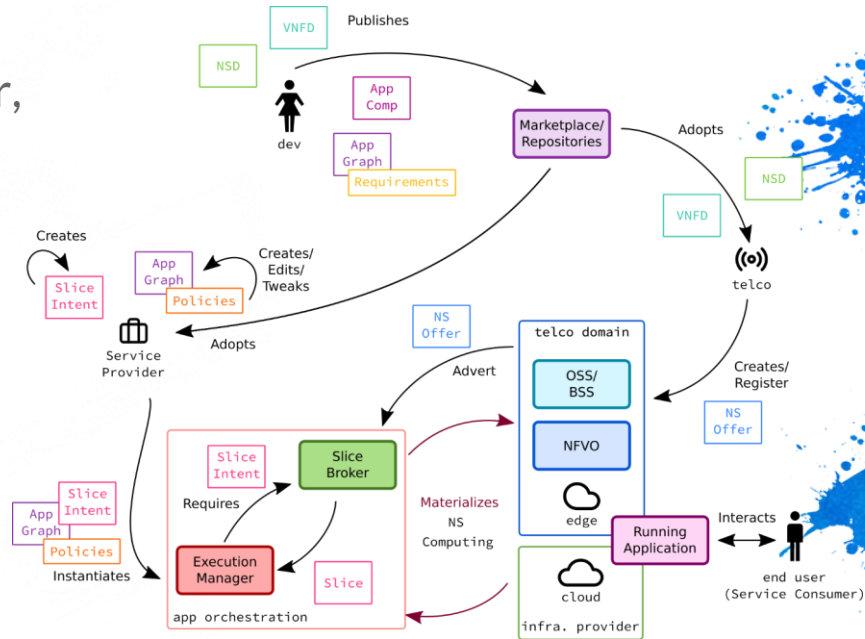 r,
VNFD
Publishes
NSD
dev
App
Comp
App
Graph
Requirements
Marketplace/
Repositories
Adopts
NSD
VNFD
telco
Creates
Slice
Intent
App
Graph
Policies
Creates/
Edits/
Tweaks
Service
Provider
Adopts
NS
Offer
Advert
telco domain
OSS/
BSS
NFVO
edge
Creates/
Register
NS
Offer
Slice
Intent
App
Graph
Policies
Instantiates
Slice
Intent
Requires
Slice
Broker
Execution
Manager
Slice
app orchestration
Materializes
NS
Computing
Running
Application
cloud
infra. provider
Interacts
end user
(Service Consumer)